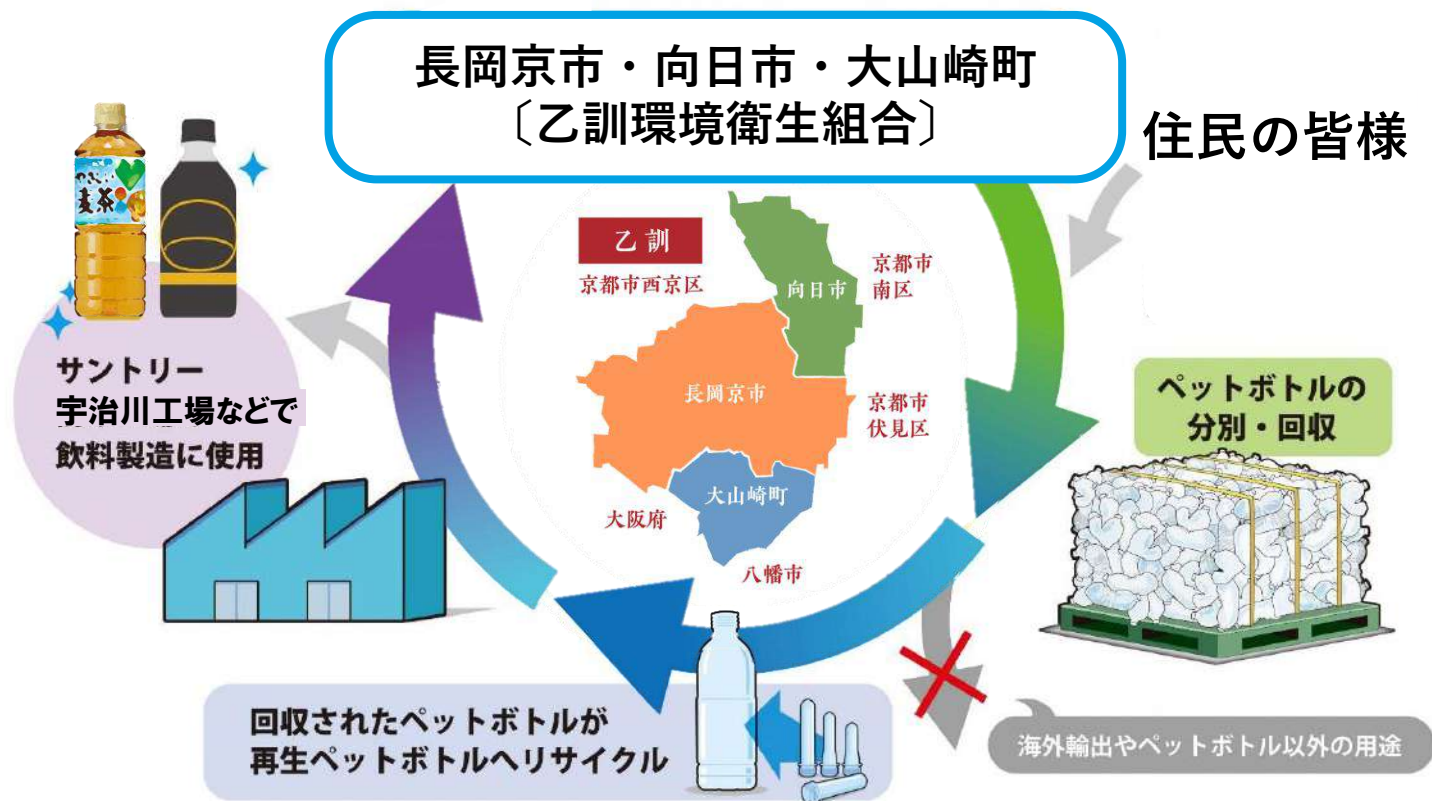 長岡京市・向日市・大山崎町
〔乙訓環境衛生組合〕
住民の皆様
麦茶
乙訓
京都市西京区
向日市
京都市
南区
長岡京市
京都市
伏見区
大山崎町
大阪府
八幡市
サントリー
宇治川工場などで
飲料製造に使用
ペットボトルの
分別・回収
回収されたペットボトルが
再生ペットボトルへリサイクル
海外輸出やペットボトル以外の用途